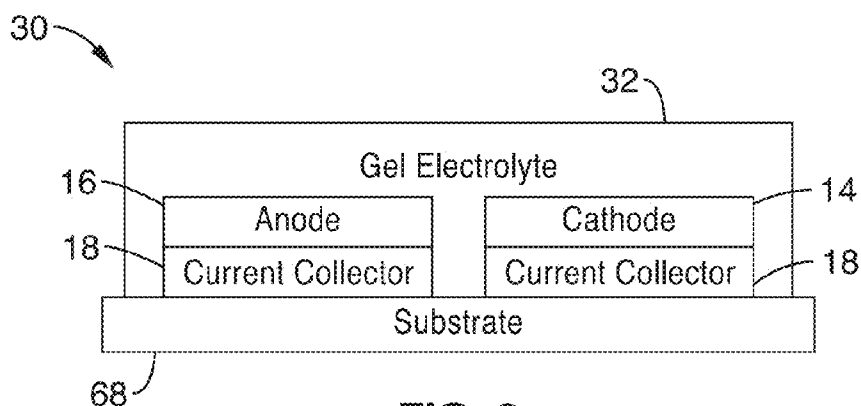 30
32
Gel Electrolyte
16 Anode Cathode 14
18 Current Collector Current Collector 18
Substrate
68